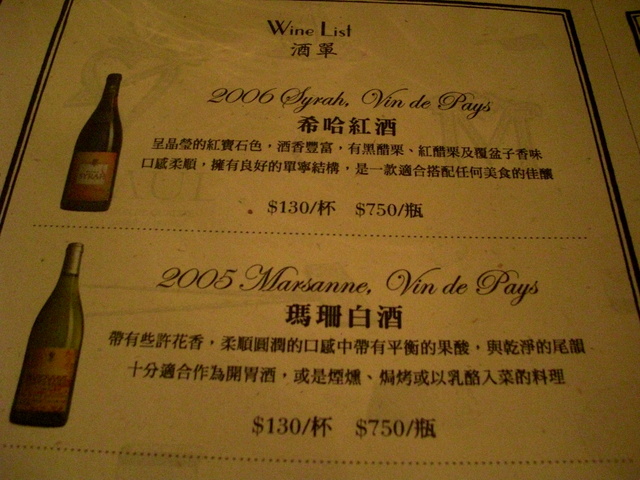 Wine List
酒單
2006 Syrah, Vin de Pays
希哈紅酒
呈晶瑩的紅寶石色，酒香豐富，有黑醋栗、紅醋栗及覆盆子香味
口感柔順，擁有良好的單寧結構，是一款適合搭配任何美食的佳釀
$130/杯 $750/瓶
2005 Marsanne, Vin de Pays
瑪珊白酒
帶有些許花香，柔順圓潤的口感中帶有平衡的果酸，與乾淨的尾韻
十分適合作為開胃酒，或是煙燻、焗烤或以乳酪入菜的料理
$130/杯 $750/瓶